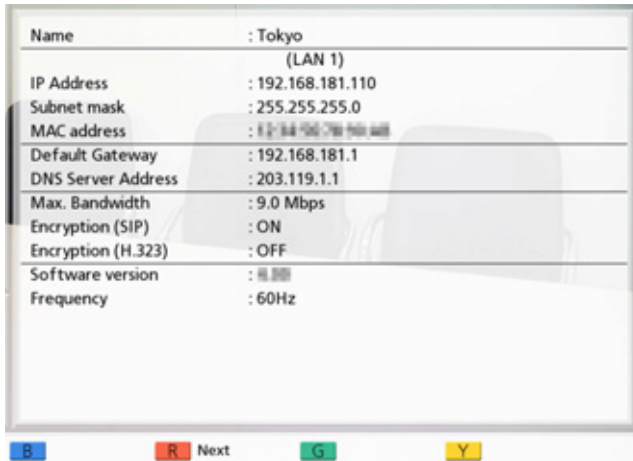 Name : Tokyo
(LAN 1)
IP Address : 192.168.181.110
Subnet mask : 255.255.255.0
MAC address :
Default Gateway : 192.168.181.1
DNS Server Address : 203.119.1.1
Max. Bandwidth : 9.0 Mbps
Encryption (SIP) : ON
Encryption (H.323) : OFF
Software version :
Frequency : 60Hz
B R Next G Y